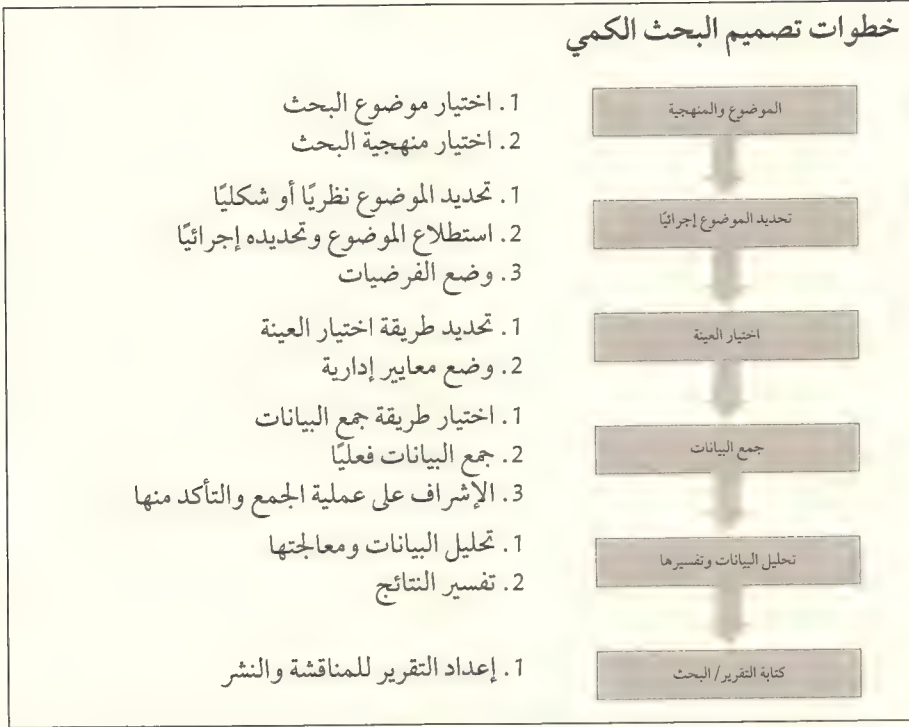 خطوات تصميم البحث الكمي
الموضوع والمنهجية
1. اختيار موضوع البحث
2. اختيار منهجية البحث
تحديد الموضوع إجرائيًا
1. تحديد الموضوع نظريًا أو شكليًا
2. استطلاع الموضوع وتحديده إجرائيًا
3. وضع الفرضيات
اختيار العينة
1. تحديد طريقة اختيار العينة
2. وضع معايير إدارية
جمع البيانات
1. اختيار طريقة جمع البيانات
2. جمع البيانات فعليًا
3. الإشراف على عملية الجمع والتأكد منها
تحليل البيانات وتفسيرها
1. تحليل البيانات ومعالجتها
2. تفسير النتائج
كتابة التقرير/ البحث
1. إعداد التقرير للمناقشة والنشر